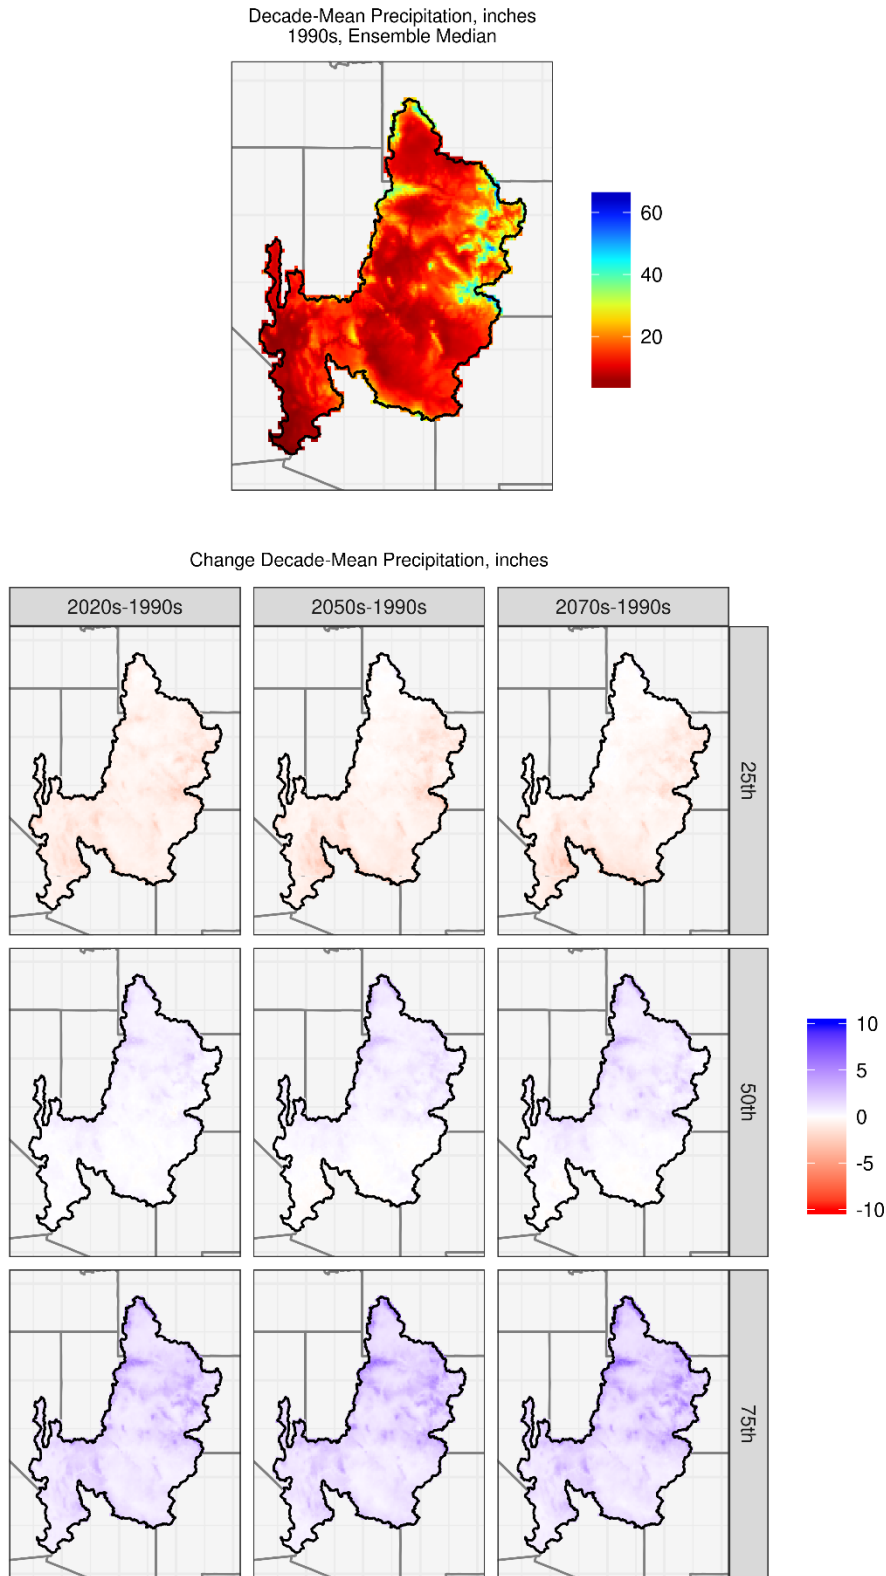 Decade-Mean Precipitation, inches
1990s, Ensemble Median
60
40
20
Change Decade-Mean Precipitation, inches
2020s-1990s
2050s-1990s
2070s-1990s
25th
50th
75th
10
5
0
-5
-10